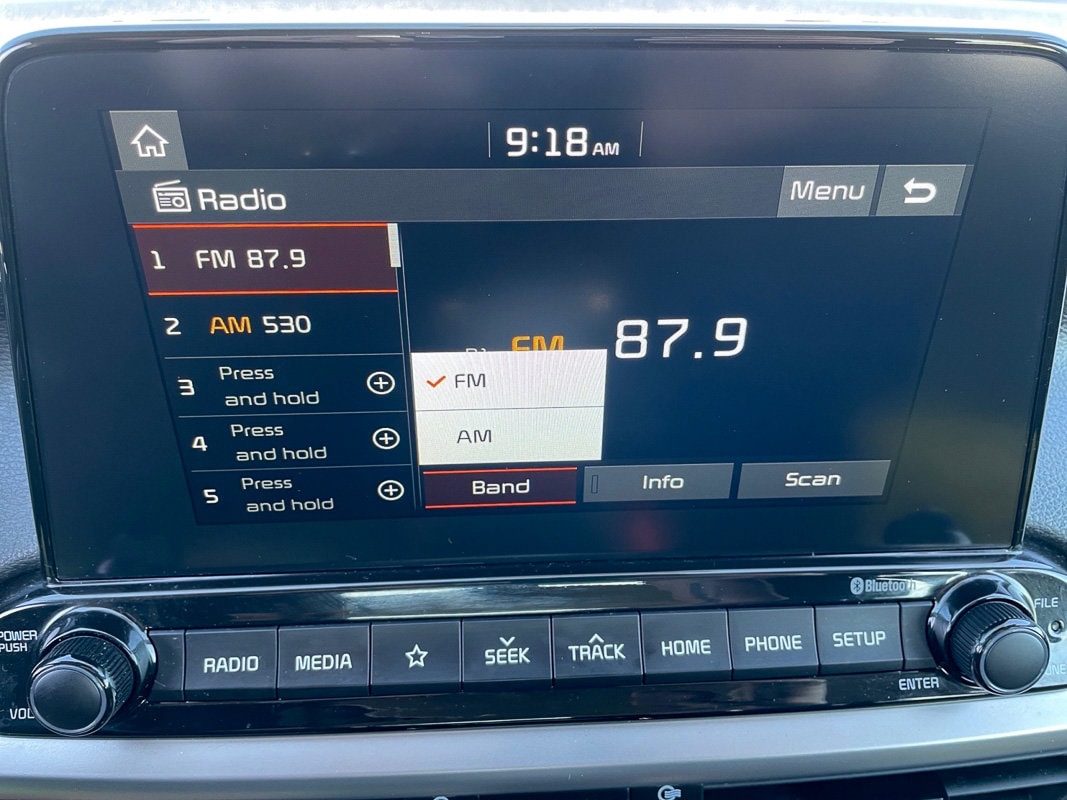 9:18 AM
Radio
Menu
1 FM 87.9
2 AM 530
3 Press
and hold
4 Press
and hold
5 Press
and hold
FM 87.9
FM
AM
Band
Info
Scan
Bluetooth
POWER
PUSH
VOL
RADIO
MEDIA
SEEK
TRACK
HOME
PHONE
SETUP
ENTER
FILE